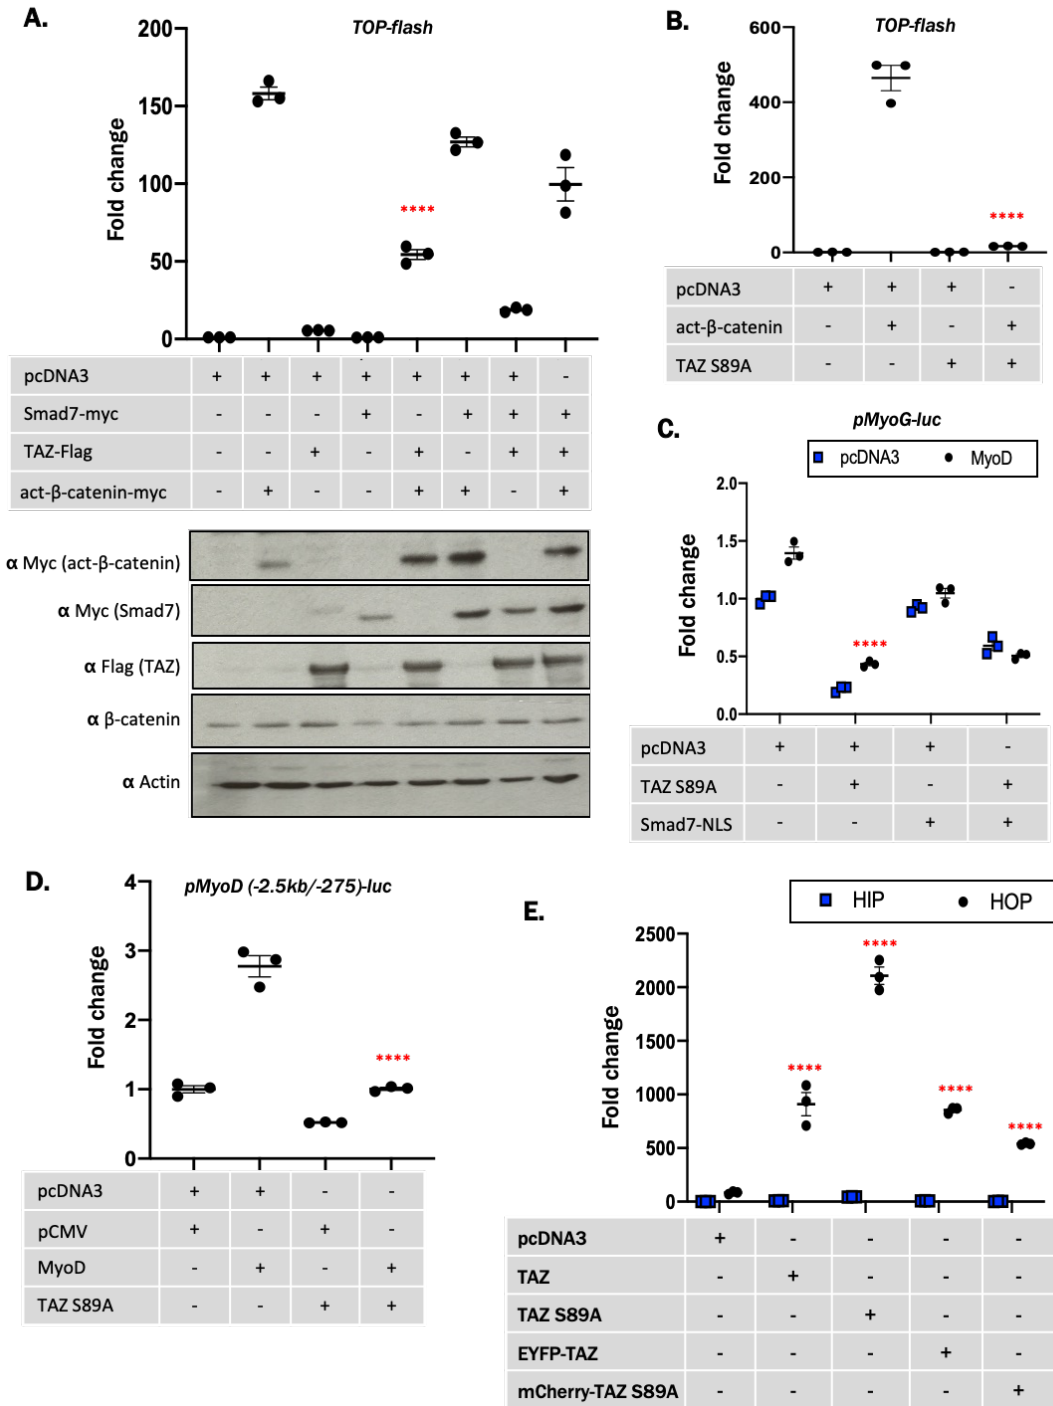 A.
TOP-flash
Fold change
200
150
100
50
0
****
pcDNA3 + + + + + + + -
Smad7-myc - - - + - + + +
TAZ-Flag - - + - + - + +
act-β-catenin-myc - + - - + + - +
α Myc (act-β-catenin)
α Myc (Smad7)
α Flag (TAZ)
α β-catenin
α Actin
B.
TOP-flash
Fold change
600
400
200
0
****
pcDNA3 + + + -
act-β-catenin - + - +
TAZ S89A - - + +
C.
pMyoG-luc
pcDNA3 MyoD
Fold change
2.0
1.5
1.0
0.5
0.0
****
pcDNA3 + + + -
TAZ S89A - + - +
Smad7-NLS - - + +
D.
pMyoD (-2.5kb/-275)-luc
Fold change
4
3
2
1
0
****
pcDNA3 + + - -
pCMV + - + -
MyoD - + - +
TAZ S89A - - + +
E.
HIP HOP
Fold change
2500
2000
1500
1000
500
0
****
****
****
****
pcDNA3 + - - - -
TAZ - + - - -
TAZ S89A - - + - -
EYFP-TAZ - - - + -
mCherry-TAZ S89A - - - - +